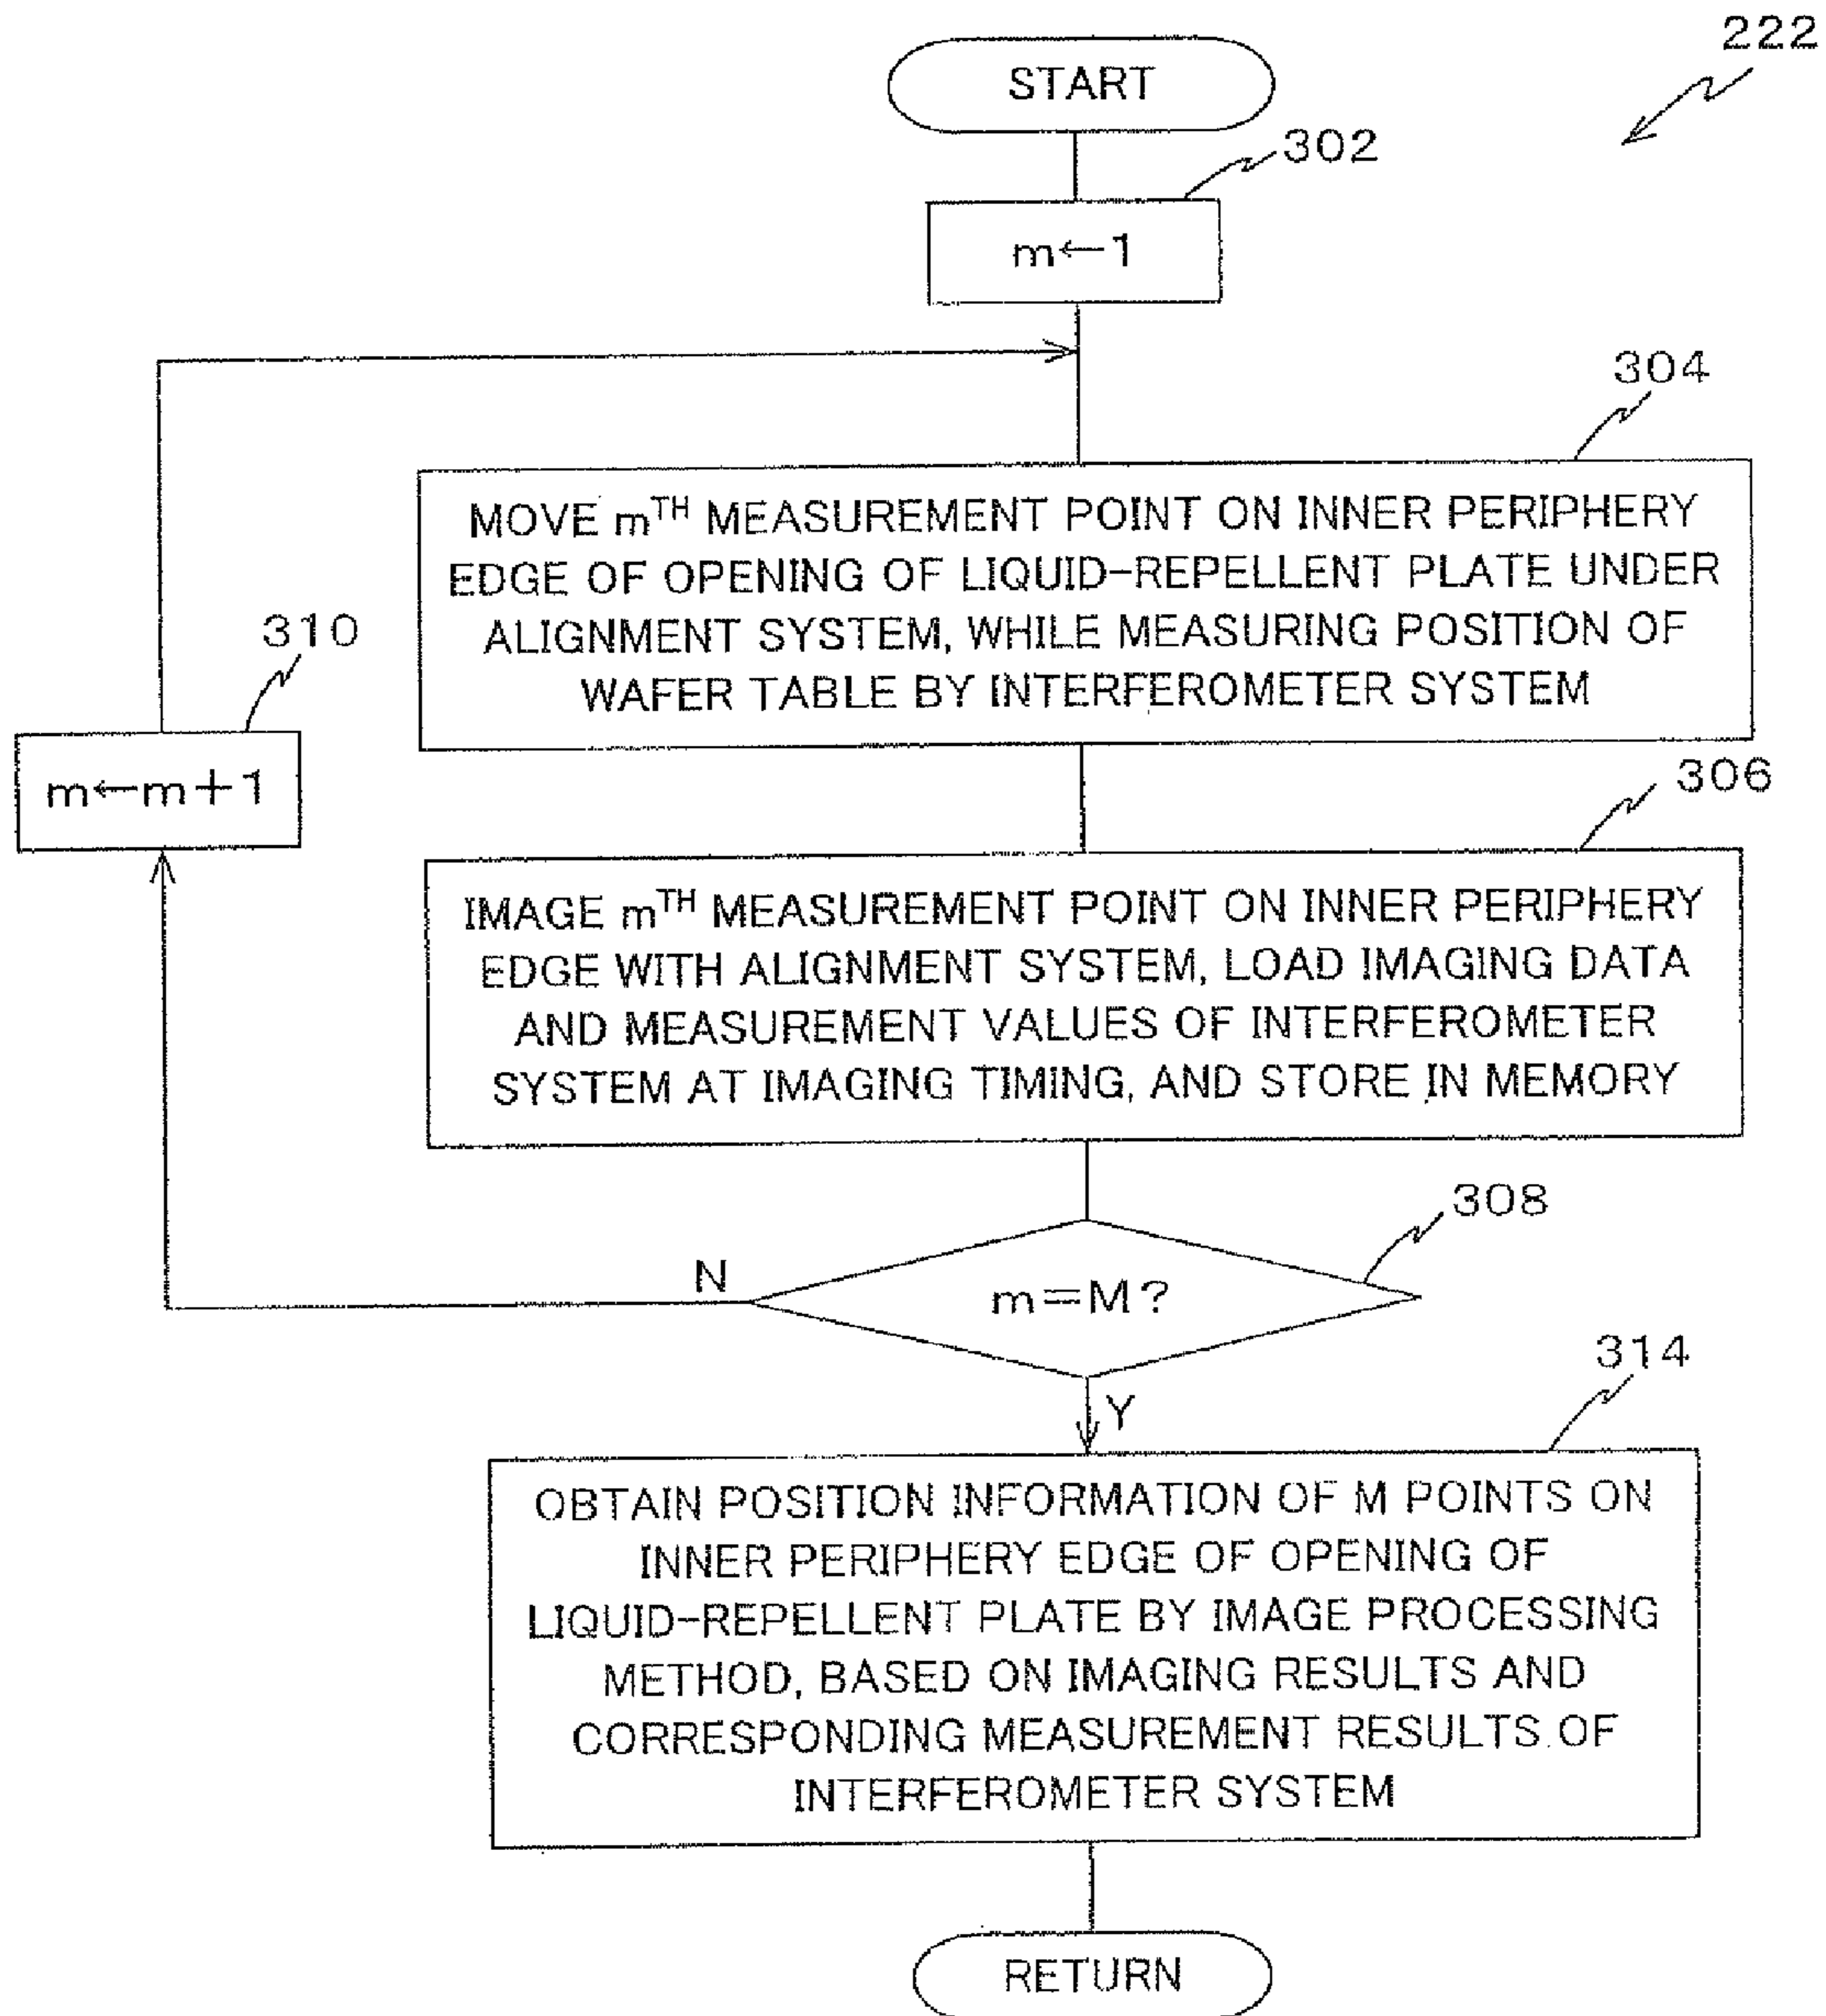 222
START
302
m←1
304
MOVE mTH MEASUREMENT POINT ON INNER PERIPHERY
EDGE OF OPENING OF LIQUID-REPELLENT PLATE UNDER
ALIGNMENT SYSTEM, WHILE MEASURING POSITION OF
WAFER TABLE BY INTERFEROMETER SYSTEM
310
m←m+1
306
IMAGE mTH MEASUREMENT POINT ON INNER PERIPHERY
EDGE WITH ALIGNMENT SYSTEM, LOAD IMAGING DATA
AND MEASUREMENT VALUES OF INTERFEROMETER
SYSTEM AT IMAGING TIMING, AND STORE IN MEMORY
308
N
m=M?
Y
314
OBTAIN POSITION INFORMATION OF M POINTS ON
INNER PERIPHERY EDGE OF OPENING OF
LIQUID-REPELLENT PLATE BY IMAGE PROCESSING
METHOD, BASED ON IMAGING RESULTS AND
CORRESPONDING MEASUREMENT RESULTS OF
INTERFEROMETER SYSTEM
RETURN